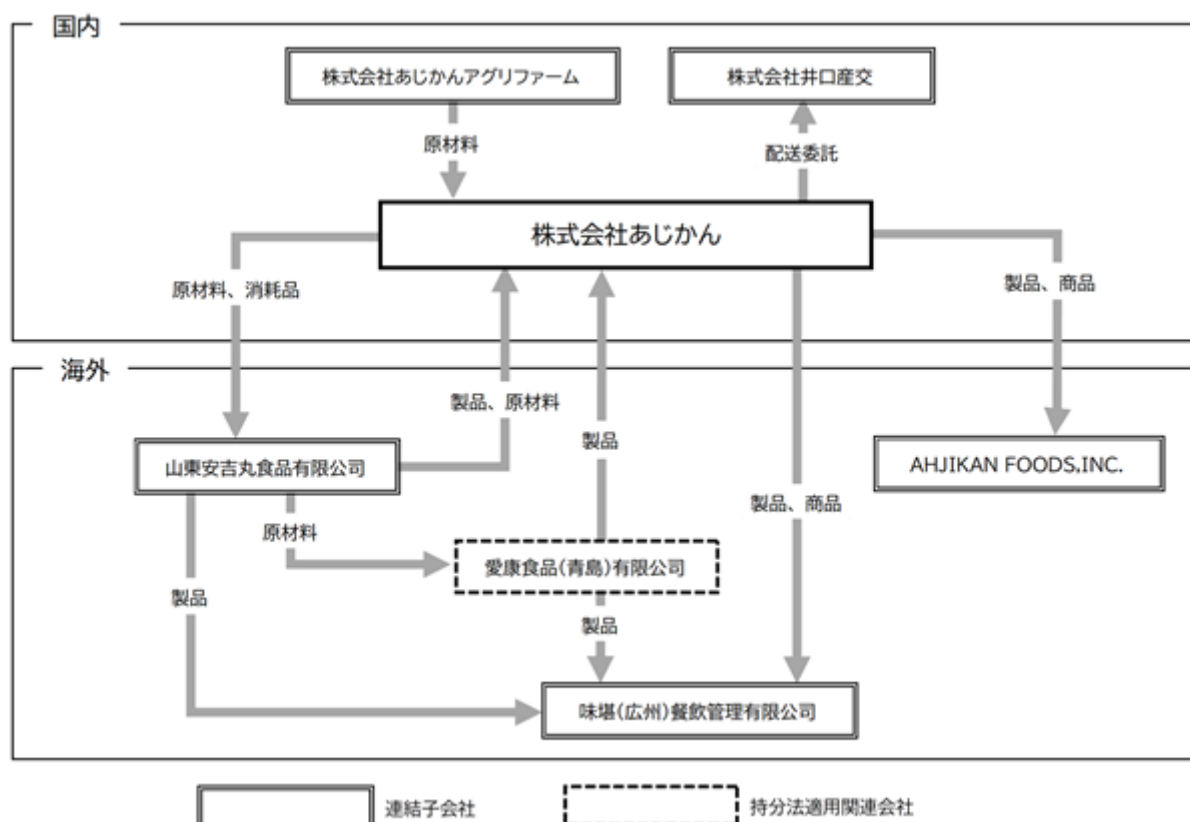 国内
株式会社あじかんアグリファーム
株式会社井口産交
原材料
配送委託
株式会社あじかん
原材料、消耗品
製品、商品
海外
製品、原材料
製品
山東安吉丸食品有限公司
AHJIKAN FOODS,INC.
製品、商品
原材料
愛康食品(青島)有限公司
製品
製品
味堪(広州)餐飲管理有限公司
連結子会社
持分法適用関連会社